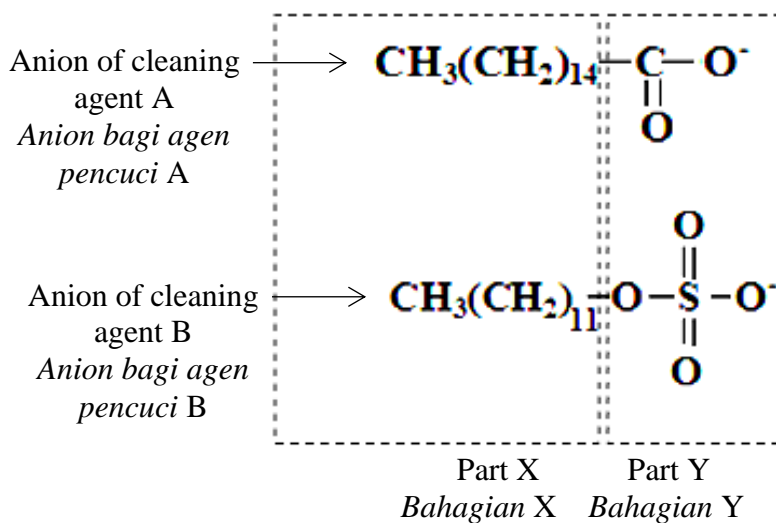 Anion of cleaning
agent A
Anion bagi agen
pencuci A
CH₃(CH₂)₁₄—C—O⁻
||
O
O
||
Anion of cleaning
agent B
Anion bagi agen
pencuci B
CH₃(CH₂)₁₁—O—S—O⁻
||
O
Part X
Bahagian X
Part Y
Bahagian Y